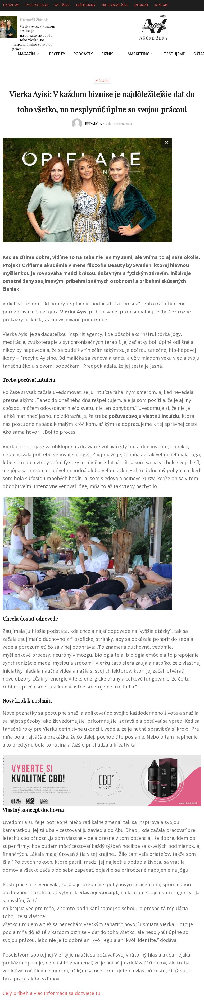 TO SME MY PODPORTE NÁS SVET ŽENY AKČNÉ MAMY PRE ZDRAVIE ŽENY MEDIAKIT KONTAKT
Najnovší článok
Vierka Ayisi: V každom
biznise je
najdôležitejšie dať do
toho všetko, no
nesplynúť úplne so svojou
prácou!
AKČNÉ ŽENY
MAGAZÍN RECEPTY PODCASTY BIZNIS MARKETING TESTUJEME SÚŤAŽ
PR ČLÁNKY
Vierka Ayisi: V každom biznise je najdôležitejšie dať do
toho všetko, no nesplynúť úplne so svojou prácou!
REDAKCIA • 7 decembra, 2021
ORIFLAME
Keď sa cítime dobre, vidíme to na sebe nie len my sami, ale vníma to aj naše okolie.
Projekt Oriflame akadémia v mene filozofie Beauty by Sweden, ktorej hlavnou
myšlienkou je rovnováha medzi krásou, duševným a fyzickým zdravím, inšpiruje
ostatné ženy zaujímavými príbehmi známych osobností a príbehmi skúsených
členiek.
V dieli s názvom „Od hobby k splneniu podnikateľského sna“ tentokrát otvorene
porozprávala okúzľujúca Vierka Ayisi príbeh svojej profesionálnej cesty. Cez rôzne
prekážky a skúšky až po vysnívané podnikanie.
Vierka Ayisi je zakladateľkou Inspirit agency, kde pôsobí ako inštruktórka jógy,
meditácie, zvukoterapie a synchronizačných terapií. Jej začiatky boli úplné odlišné a
nikdy by nepovedala, že sa bude živiť niečím takýmto. Je dcérou tanečnej hip-hopovej
ikony – Fredyho Ayisiho. Od malička sa venovala tancu a už v mladom veku viedla svoju
tanečnú školu s dvomi pobočkami. Predpokladala, že jej cesta je jasná.
Treba počúvať intuíciu
Po čase si však začala uvedomovať, že ju intuícia ťahá iným smerom, aj keď nevedela
presne akým: „Tanec do dnešného dňa rešpektujem, ale ja som pocítila, že je aj iný
spôsob, môžem odovzdávať niečo svetu, nie len pohybom.“ Uvedomuje si, že nie je
ľahké mať hneď jasno, no zdôrazňuje, že treba počúvať svoju vlastnú intuíciu, ktorá
nás postupne nabáda k malým krôčikom, až kým sa dopracujeme k tej správnej ceste.
Ako sama hovorí: „Bol to proces.“
Vierka bola odjakživa obklopená zdravým životným štýlom a duchovnom, no nikdy
nepociťovala potrebu venovať sa jóge: „Zaujímavé je, že mňa až tak veľmi neťahala jóga,
lebo som bola vtedy veľmi fyzicky a tanečne zdatná, cítila som sa na vrchole svojich síl,
ale jóga sa mi zdala buď veľmi nudná alebo veľmi ťažká. Bol to úplne iný pohyb a aj keď
som bola súčasťou mnohých hodín, aj som sledovala ocinove kurzy, keďže on sa v tom
období veľmi intenzívne venoval jóge, mňa to až tak vtedy nechytilo.“
Chcela dostať odpovede
Zaujímala ju hlbšia podstata, kde chcela nájsť odpovede na “vyššie otázky”, tak sa
začala zaujímať o duchovno z filozofickej stránky, aby sa dokázala ponoriť do seba a
vedela porozumieť, čo sa v nej odohráva: „To znamená duchovno, vedomie,
myšlienkové procesy, neuróny v mozgu, biológia tela, biológia emócie a to prepojenie
synchronizácie medzi mysľou a srdcom.“ Vierku táto sféra zaujala natoľko, že z vlastnej
iniciatívy hľadala náučné videá a našla si svojich lektorov, ktorí jej začali otvárať
nové obzory: „Čakry, energie v tele, energické dráhy a celkové fungovanie, že čo tu
robíme, prečo sme tu a kam vlastne smerujeme ako ľudia.“
Nový krok k poslaniu
Nové poznatky sa postupne snažila aplikovať do svojho každodenného života a snažila
sa nájsť spôsoby, ako žiť vedomejšie, prítomnejšie, zdravšie a posúvať sa vpred. Keď sa
tanečné roky pre Vierku definitívne ukončili, vedela, že je nutné spraviť ďalší krok: „Pre
mňa bola najväčšia prekážka, že čo ďalej, pochopiť to poslanie. Nebolo tam naplnenie
ako predtým, bola to rutina a ťažšie prichádzala kreativita.“
VYBERTE SI
KVALITNÉ CBD!
FULL RANGE BIO KVALITA CO2
CBD VINCIT
Kozmetický výrobok
CBD VINCIT
KVAPKY
5%
www.cbdvincit.sk
Vlastný koncept duchovna
Uvedomila si, že je potrebné niečo radikálne zmeniť, tak sa inšpirovala svojou
kamarátkou. Jej záľuba v cestovaní ju zaviedla do Abu Dhabi, kde začala pracovať pre
leteckú spoločnosť: „Ja som vlastne videla presne v tom potenciál, že dobre, idem do
super firmy, kde budem môcť cestovať každý týždeň hocikde za skvelých podmienok, aj
finančných. Lákala ma aj úroveň žitia v tej krajine… Žilo tam veľa priateľov, takže som
išla.” Po dvoch rokoch, ktoré patrili medzi jej najlepšie obdobia života, sa vrátila
domov a všetko začalo do seba zapadať, objavilo sa prirodzené napojenie na jógu.
Postupne sa jej venovala, začala ju prepájať s pohybovými cvičeniami, spomínanou
duchovnou filozofiou, až vytvorila vlastný koncept, na ktorom stojí Inspirit agency. „Ja
si myslím, že tá
najkrajšia vec pre mňa, v tomto podnikaní samej so sebou, je presne tá regulácia
toho,  že si vlastne
všetko určujem a tiež sa nenechám všetkým zahatiť,” hovorí usmiata Vierka. Toto je
podľa mňa dôležité v každom biznise – dať do toho všetko, ale nesplynúť úplne so
svojou prácou, lebo nie je to dobré ani kvôli egu a ani kvôli identite,” dodáva.
Posolstvom spokojnej Vierky je naučiť sa počúvať svoj vnútorný hlas a ak sa nejaká
prekážka opakuje, nemusí to znamenať, že je nutné ju zdolávať 10 rokov, ale treba
vedieť vykročiť iným smerom, až kým sa nedopracujete na vlastnú cestu, či už sa to
týka práce alebo vzťahov.
Celý príbeh a viac informácii sa dozviete tu.